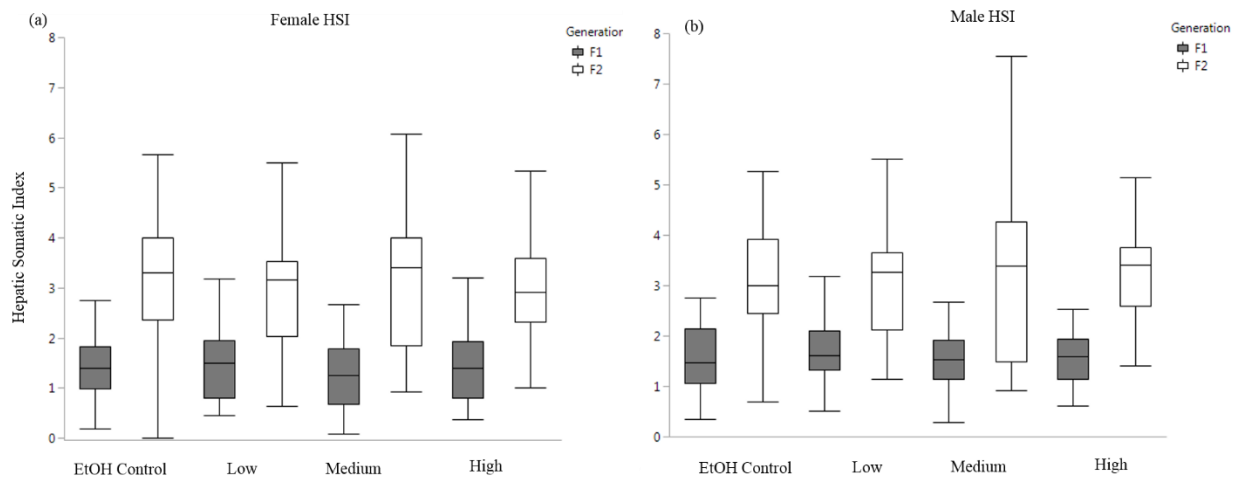 (a)
Female HSI
Generatior
F1
F2
Hepatic Somatic Index
8
7
6
5
4
3
2
1
0
EtOH Control Low Medium High
(b)
Male HSI
Generation
F1
F2
8
7
6
5
4
3
2
1
0
EtOH Control Low Medium High